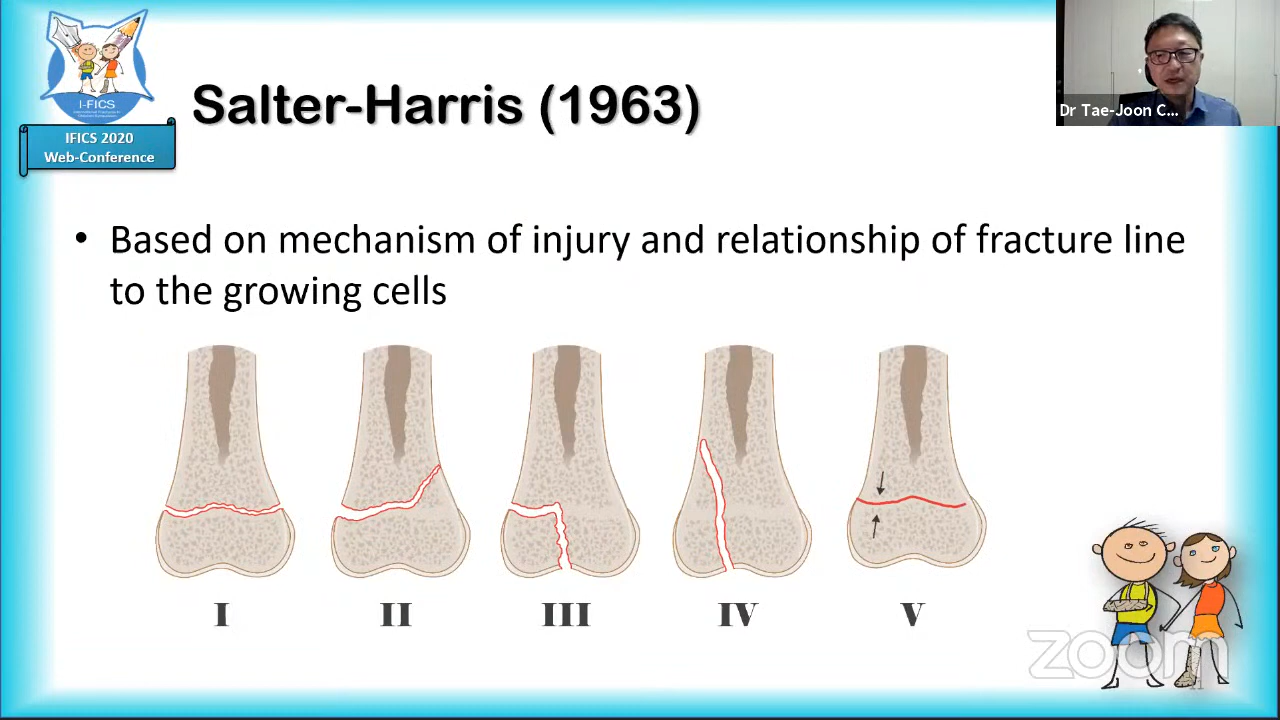 I-FICS
IFICS 2020
Web-Conference
Salter-Harris (1963)
Dr Tae-Joon C...
• Based on mechanism of injury and relationship of fracture line
to the growing cells
I II III IV V
zoom